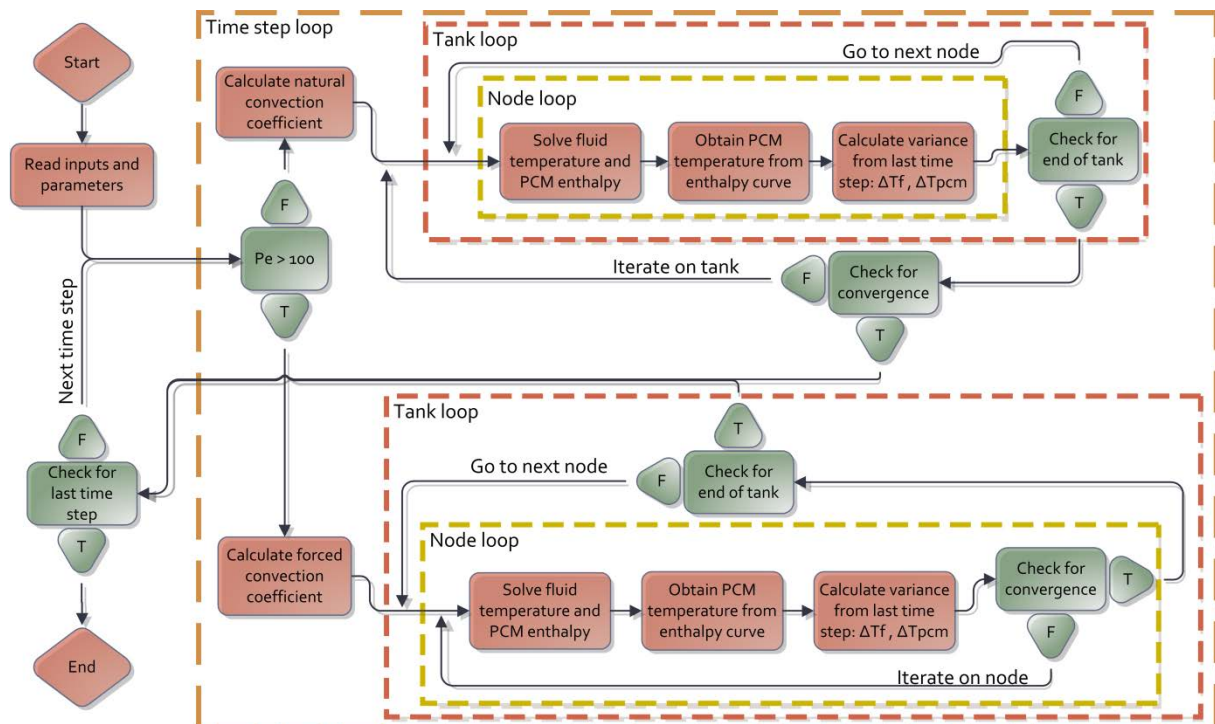 Start
Read inputs and
parameters
Next time step
F
Check for
last time
step
T
End
Time step loop
Calculate natural
convection
coefficient
F
Pe > 100
T
Calculate forced
convection
coefficient
Tank loop
Go to next node
Node loop
Solve fluid
temperature and
PCM enthalpy
Obtain PCM
temperature from
enthalpy curve
Calculate variance
from last time
step: ΔTf , ΔTpcm
F
Check for
end of tank
T
Iterate on tank
F
Check for
convergence
T
Tank loop
T
Go to next node
F
Check for
end of tank
Node loop
Solve fluid
temperature and
PCM enthalpy
Obtain PCM
temperature from
enthalpy curve
Calculate variance
from last time
step: ΔTf , ΔTpcm
Check for
convergence
T
F
Iterate on node